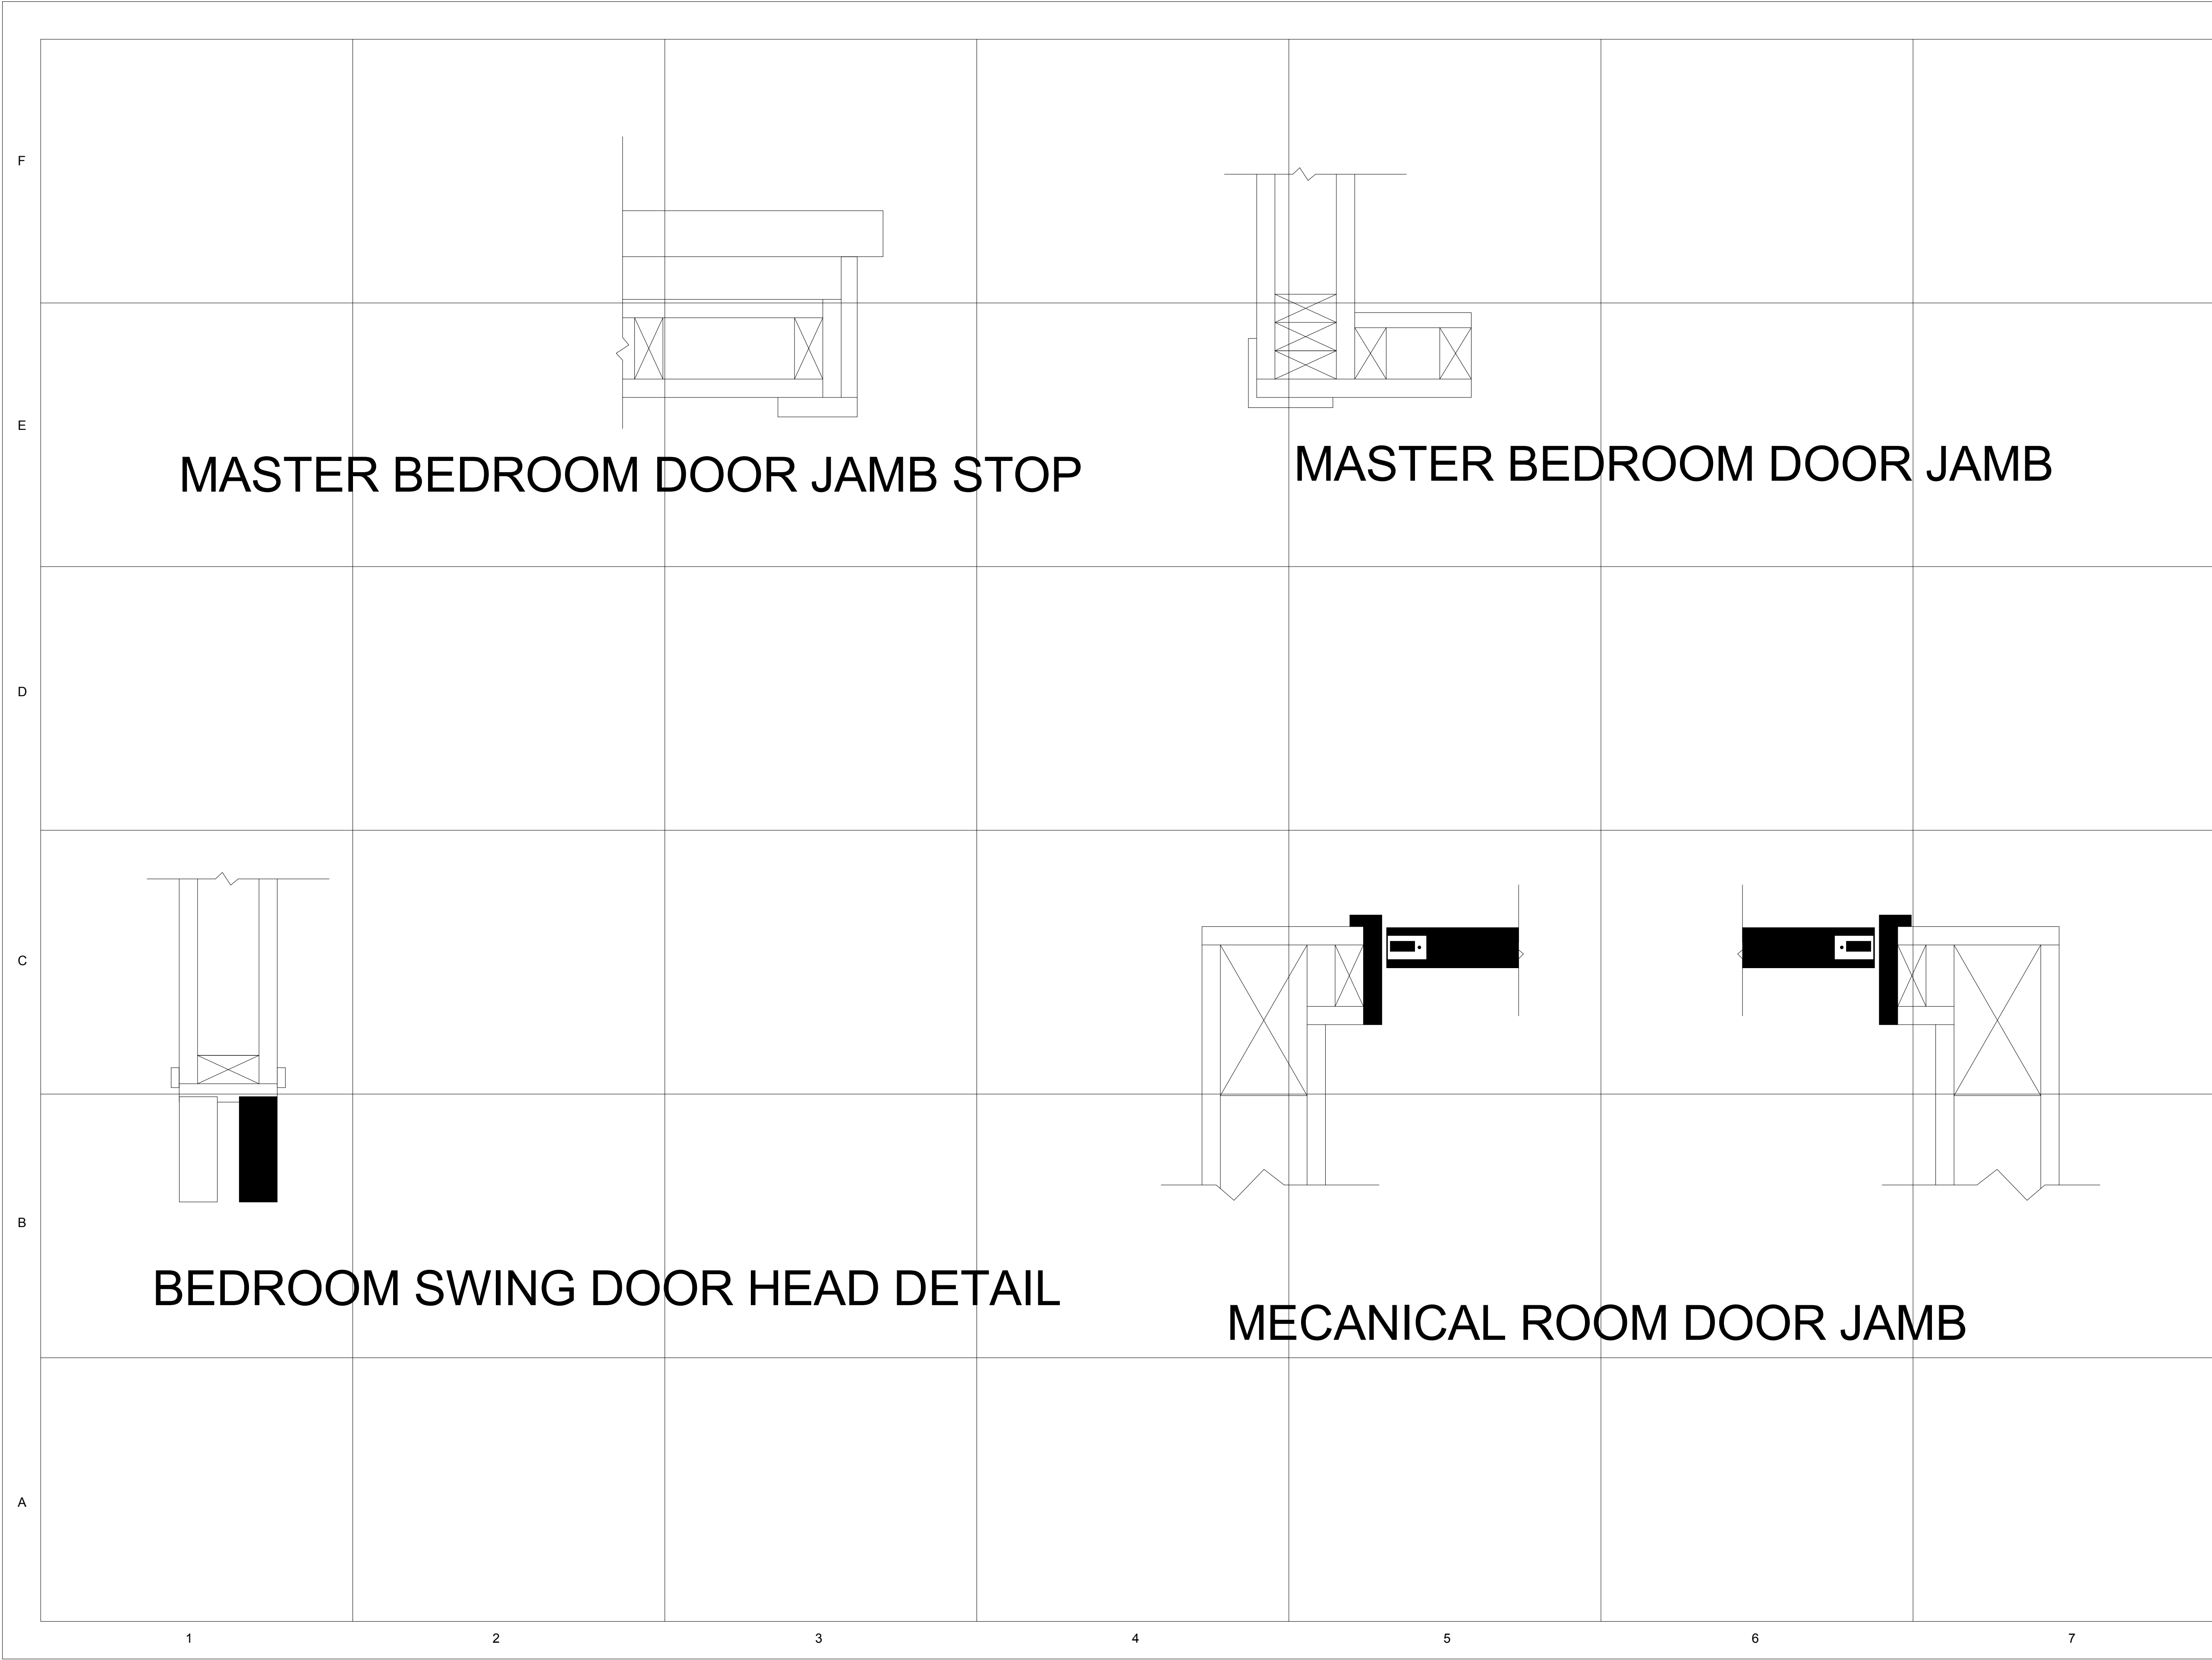 F
E
MASTER BEDROOM DOOR JAMB STOP
MASTER BEDROOM DOOR JAMB
D
C
B
BEDROOM SWING DOOR HEAD DETAIL
MECANICAL ROOM DOOR JAMB
A
1 2 3 4 5 6 7